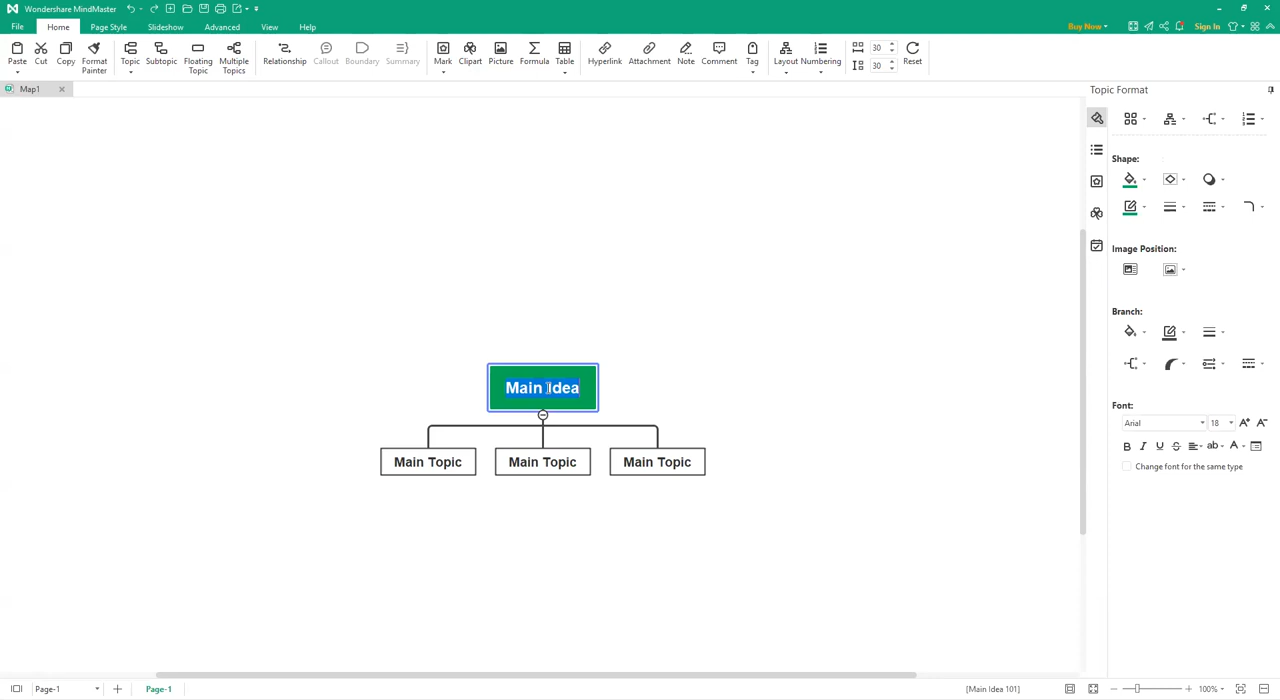 Wondershare MindMaster
File Home Page Style Slideshow Advanced View Help Buy Now Sign In
Paste Cut Copy Format Painter Topic Subtopic Floating Topic Multiple Topics Relationship Callout Boundary Summary Mark Clipart Picture Formula Table Hyperlink Attachment Note Comment Tag Layout Numbering 30 30 Reset
Map1
Topic Format
Shape:
Image Position:
Branch:
Font:
Arial 18
Change font for the same type
Main Idea
Main Topic Main Topic Main Topic
Page-1 Page-1 [Main Idea 101] 100%